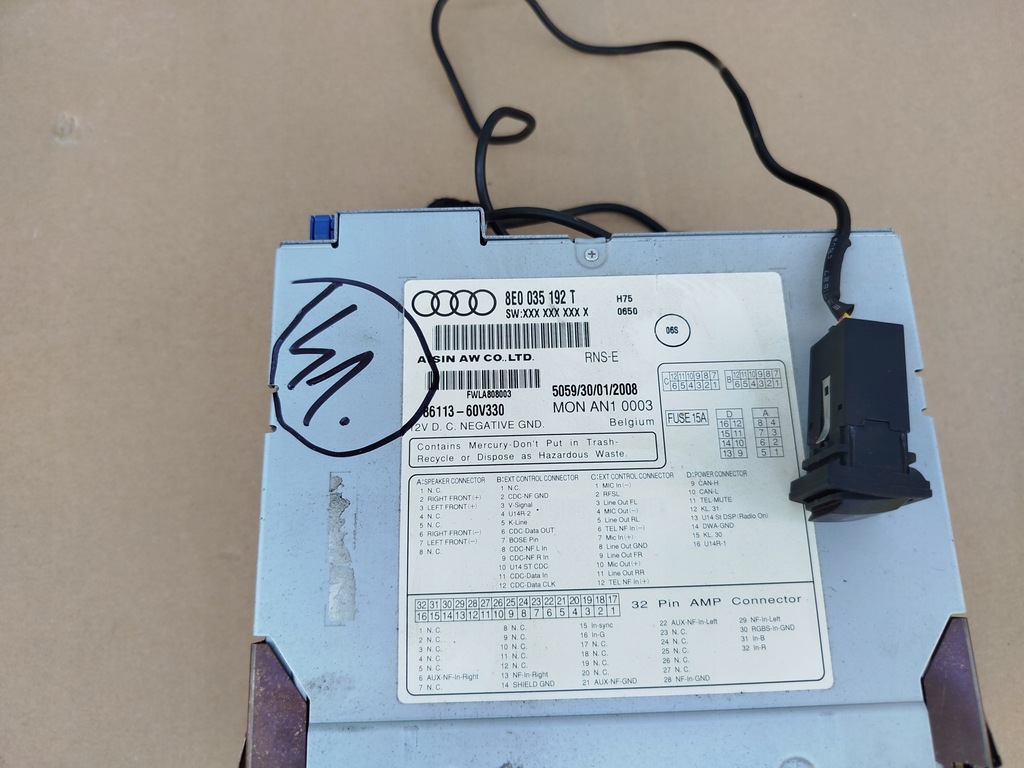 8E0 035 192 T
SW:XXX XXX XXX X
H75
0650
06S
AISIN AW CO.,LTD.
RNS-E
FWLA808003
5059/30/01/2008
86113-60V330
MON AN1 0003
12V D. C. NEGATIVE GND.
Belgium
Contains Mercury-Don't Put in Trash-
Recycle or Dispose as Hazardous Waste.
C 12 11 10 9 8 7
6 5 4 3 2 1
B 12 11 10 9 8 7
6 5 4 3 2 1
FUSE 15A
D
16 12
15 11
14 10
13 9
A
8 4
7 3
6 2
5 1
A: SPEAKER CONNECTOR
1 N.C.
2 RIGHT FRONT(+)
3 LEFT FRONT(+)
4 N.C.
5 N.C.
6 RIGHT FRONT(-)
7 LEFT FRONT(-)
8 N.C.
B: EXT CONTROL CONNECTOR
1 N.C.
2 CDC-NF GND
3 V-Signal
4 U14R-2
5 K-Line
6 CDC-Data OUT
7 BOSE Pin
8 CDC-NF L In
9 CDC-NF R In
10 U14 ST CDC
11 CDC-Data In
12 CDC-Data CLK
C: EXT CONTROL CONNECTOR
1 MIC In(-)
2 RFSL
3 Line Out FL
4 MIC Out(-)
5 Line Out RL
6 TEL NF In(-)
7 Mic In(+)
8 Line Out GND
9 Line Out FR
10 Mic Out(+)
11 Line Out RR
12 TEL NF In(+)
D: POWER CONNECTOR
9 CAN-H
10 CAN-L
11 TEL-MUTE
12 KL. 31
13 U14 St DSP(Radio On)
14 DWA-GND
15 KL. 30
16 U14R-1
32 31 30 29 28 27 26 25 24 23 22 21 20 19 18 17
16 15 14 13 12 11 10 9 8 7 6 5 4 3 2 1
32 Pin AMP Connector
1 N.C.
2 N.C.
3 N.C.
4 N.C.
5 N.C.
6 AUX-NF-In-Right
7 N.C.
8 N.C.
9 N.C.
10 N.C.
11 N.C.
12 N.C.
13 NF-In-Right
14 SHIELD GND
15 In-sync
16 In-G
17 N.C.
18 N.C.
19 N.C.
20 N.C.
21 AUX-NF-GND
22 AUX-NF-In-Left
23 N.C.
24 N.C.
25 N.C.
26 N.C.
27 N.C.
28 NF-In-GND
29 NF-In-Left
30 RGBS-In-GND
31 In-B
32 In-R